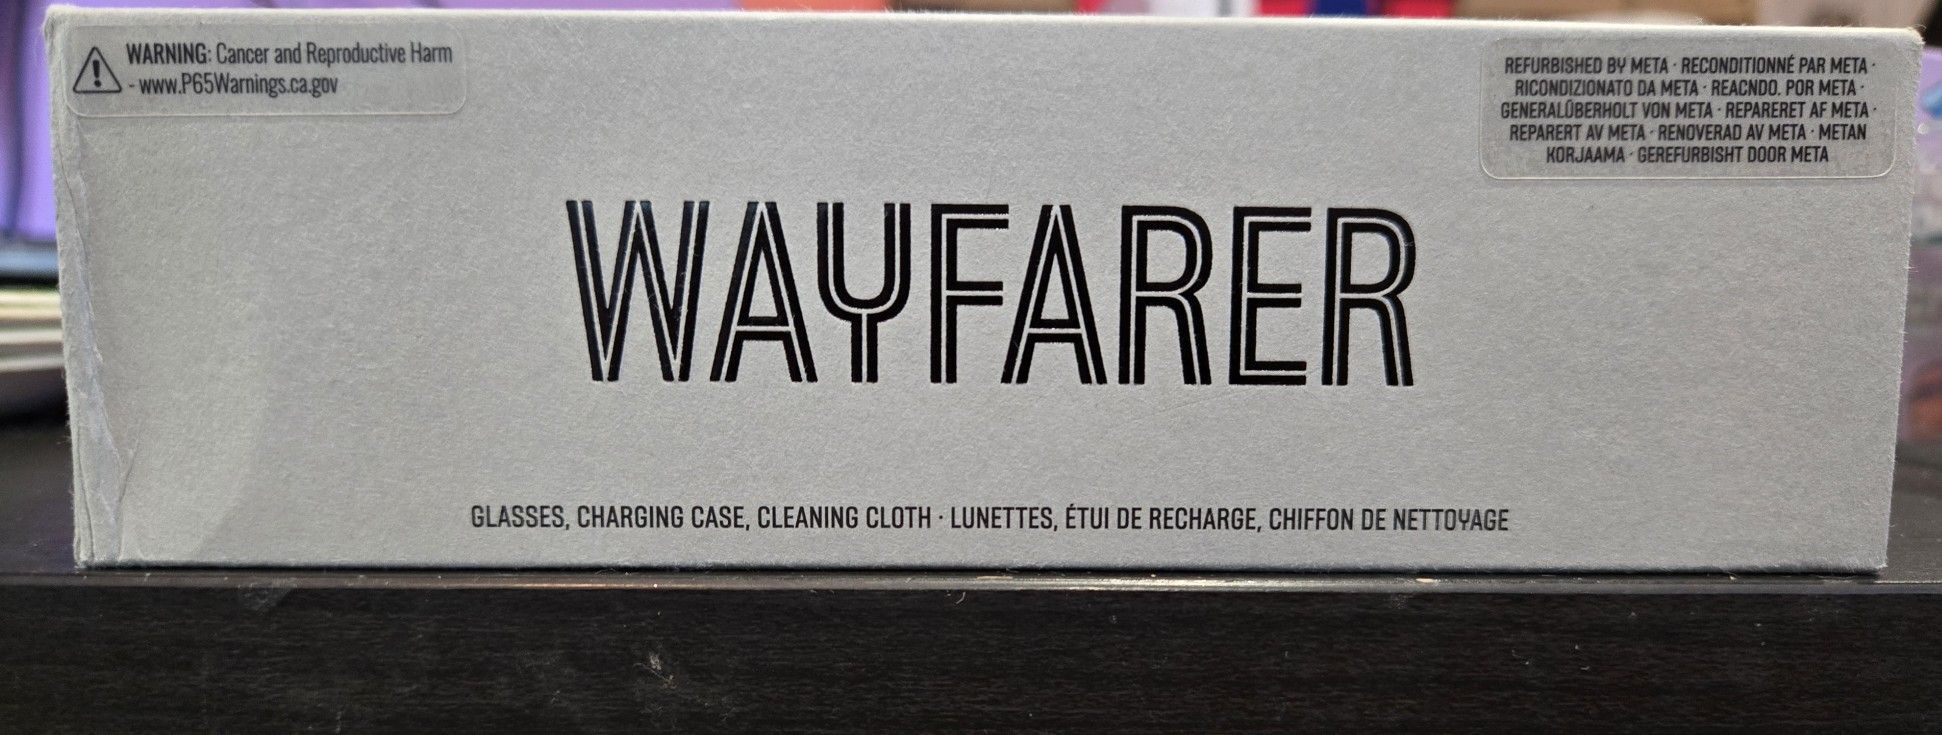 WARNING: Cancer and Reproductive Harm
- www.P65Warnings.ca.gov
REFURBISHED BY META · RECONDITIONNÉ PAR META ·
RICONDIZIONATO DA META · REACNDO. POR META ·
GENERALÜBERHOLT VON META · REPARERET AF META ·
REPARERT AV META · RENOVERAD AV META · METAN
KORJAAMA · GEREFURBISHT DOOR META
WAYFARER
GLASSES, CHARGING CASE, CLEANING CLOTH · LUNETTES, ÉTUI DE RECHARGE, CHIFFON DE NETTOYAGE